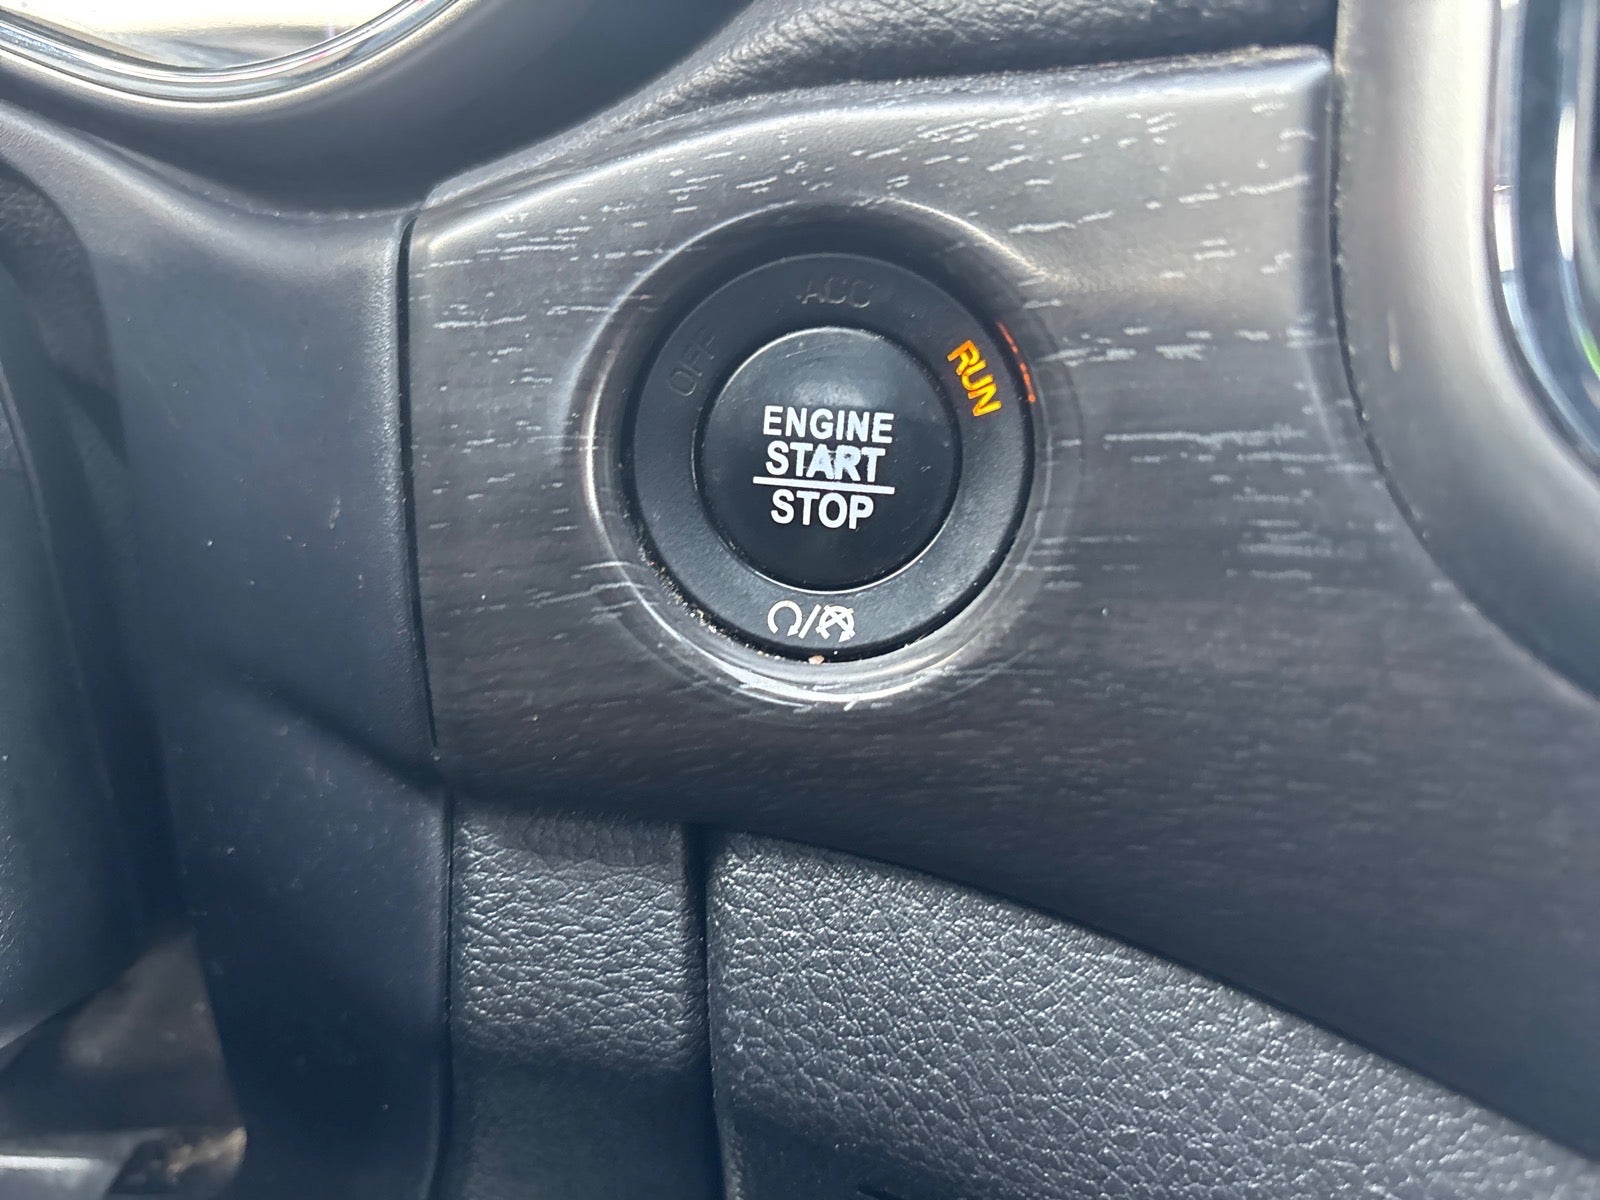 ACC
OFF
RUN
ENGINE
START
STOP